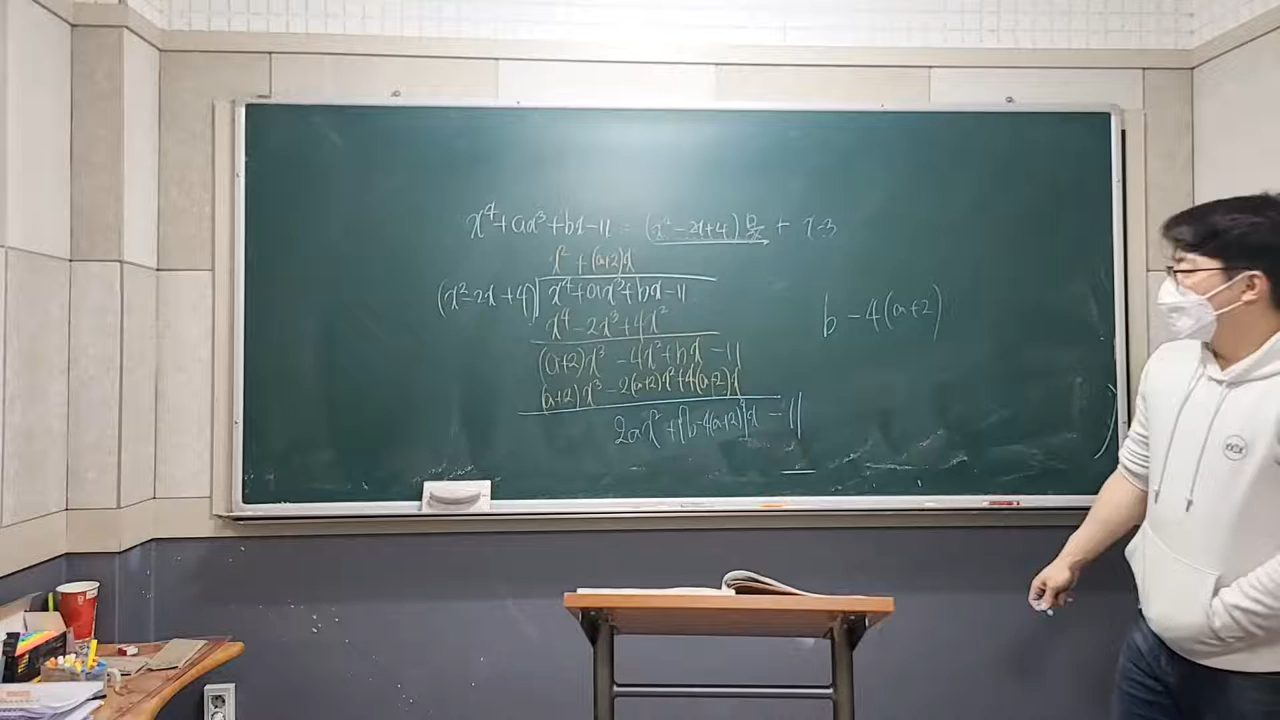 x⁴+ax³+bx-11 = (x²-2x+4) 몫 + x-3
x² + (a+2)x
(x²-2x+4) x⁴+ax³+bx-11
x⁴-2x³+4x²
b-4(a+2)
(a+2)x³ -4x²+bx -11
(a+2)x³ -2(a+2)x²+4(a+2)x
2ax²+{b-4(a+2)}x -11